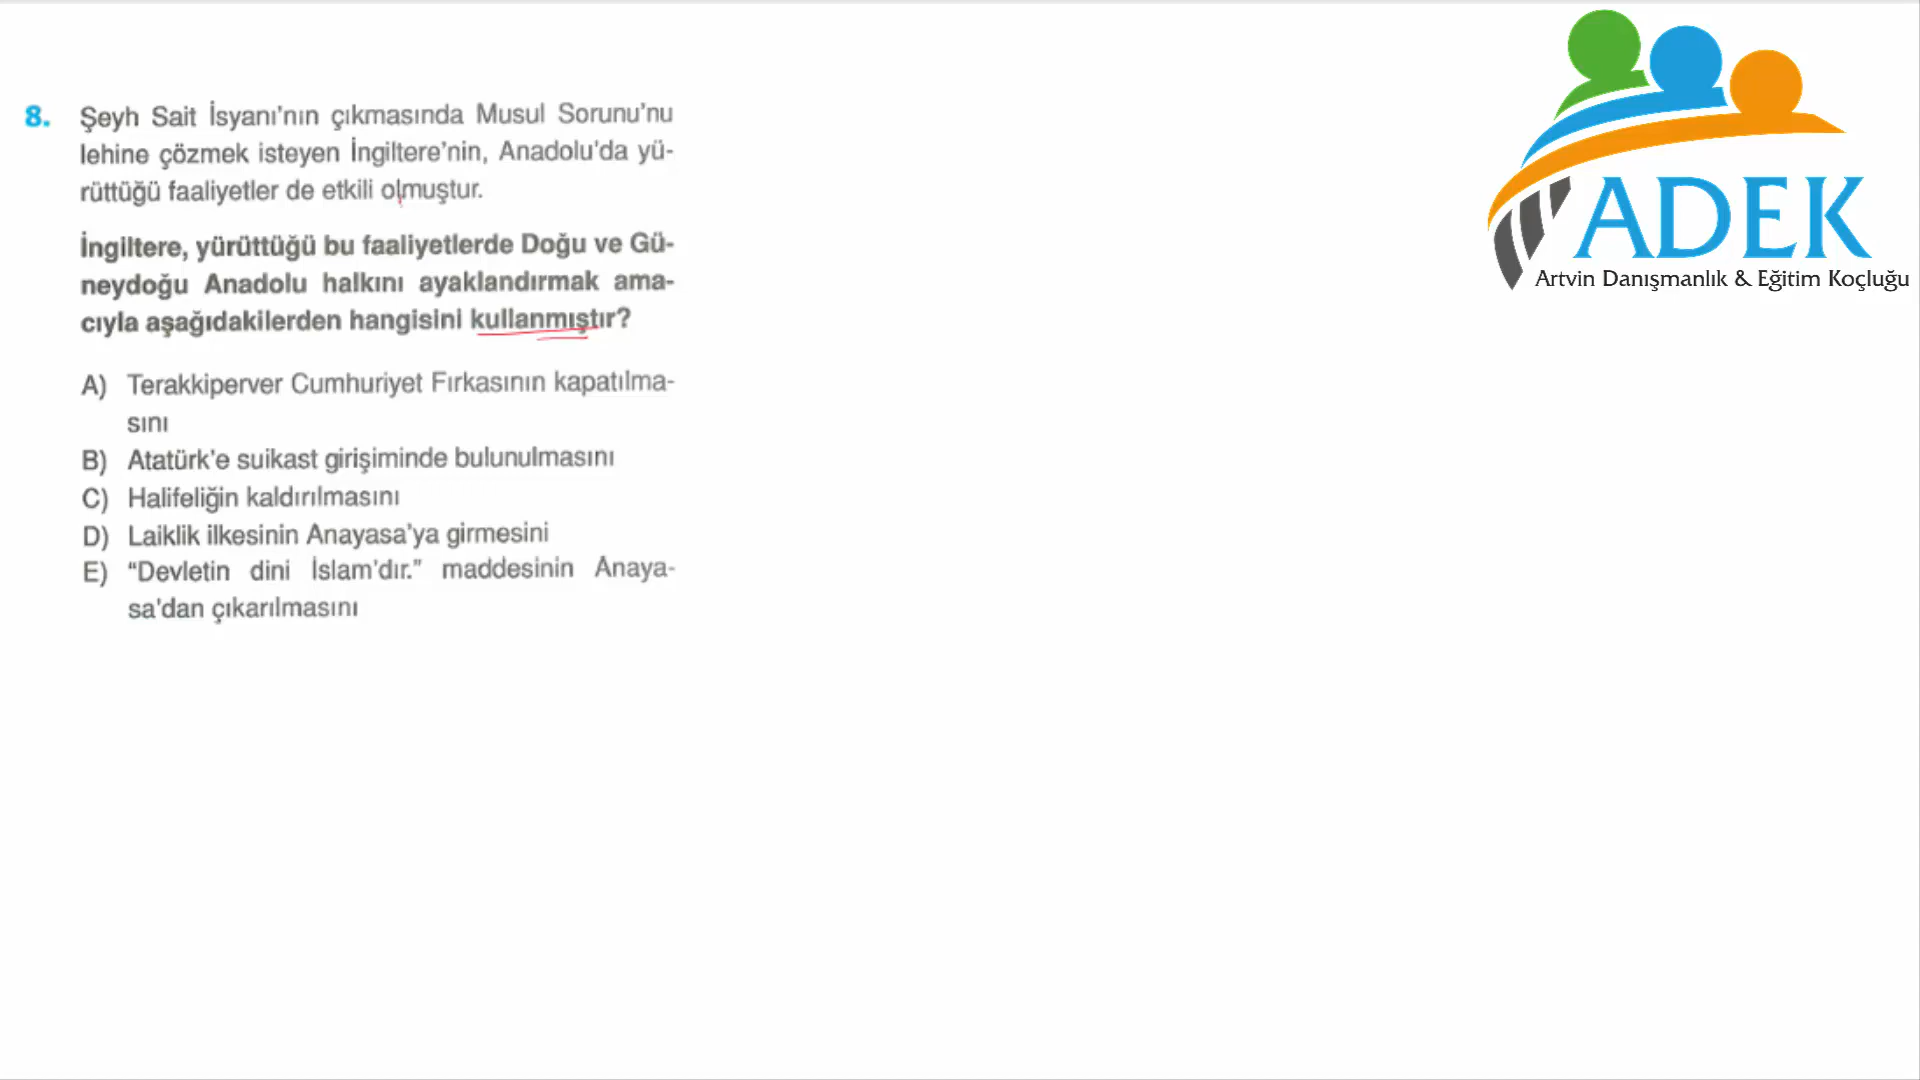 8. Şeyh Sait İsyanı'nın çıkmasında Musul Sorunu'nu
lehine çözmek isteyen İngiltere'nin, Anadolu'da yü-
rüttüğü faaliyetler de etkili olmuştur.
İngiltere, yürüttüğü bu faaliyetlerde Doğu ve Gü-
neydoğu Anadolu halkını ayaklandırmak ama-
cıyla aşağıdakilerden hangisini kullanmıştır?
A) Terakkiperver Cumhuriyet Fırkasının kapatılma-
sını
B) Atatürk'e suikast girişiminde bulunulmasını
C) Halifeliğin kaldırılmasını
D) Laiklik ilkesinin Anayasa'ya girmesini
E) “Devletin dini İslam'dır.” maddesinin Anaya-
sa'dan çıkarılmasını
ADEK
Artvin Danışmanlık & Eğitim Koçluğu